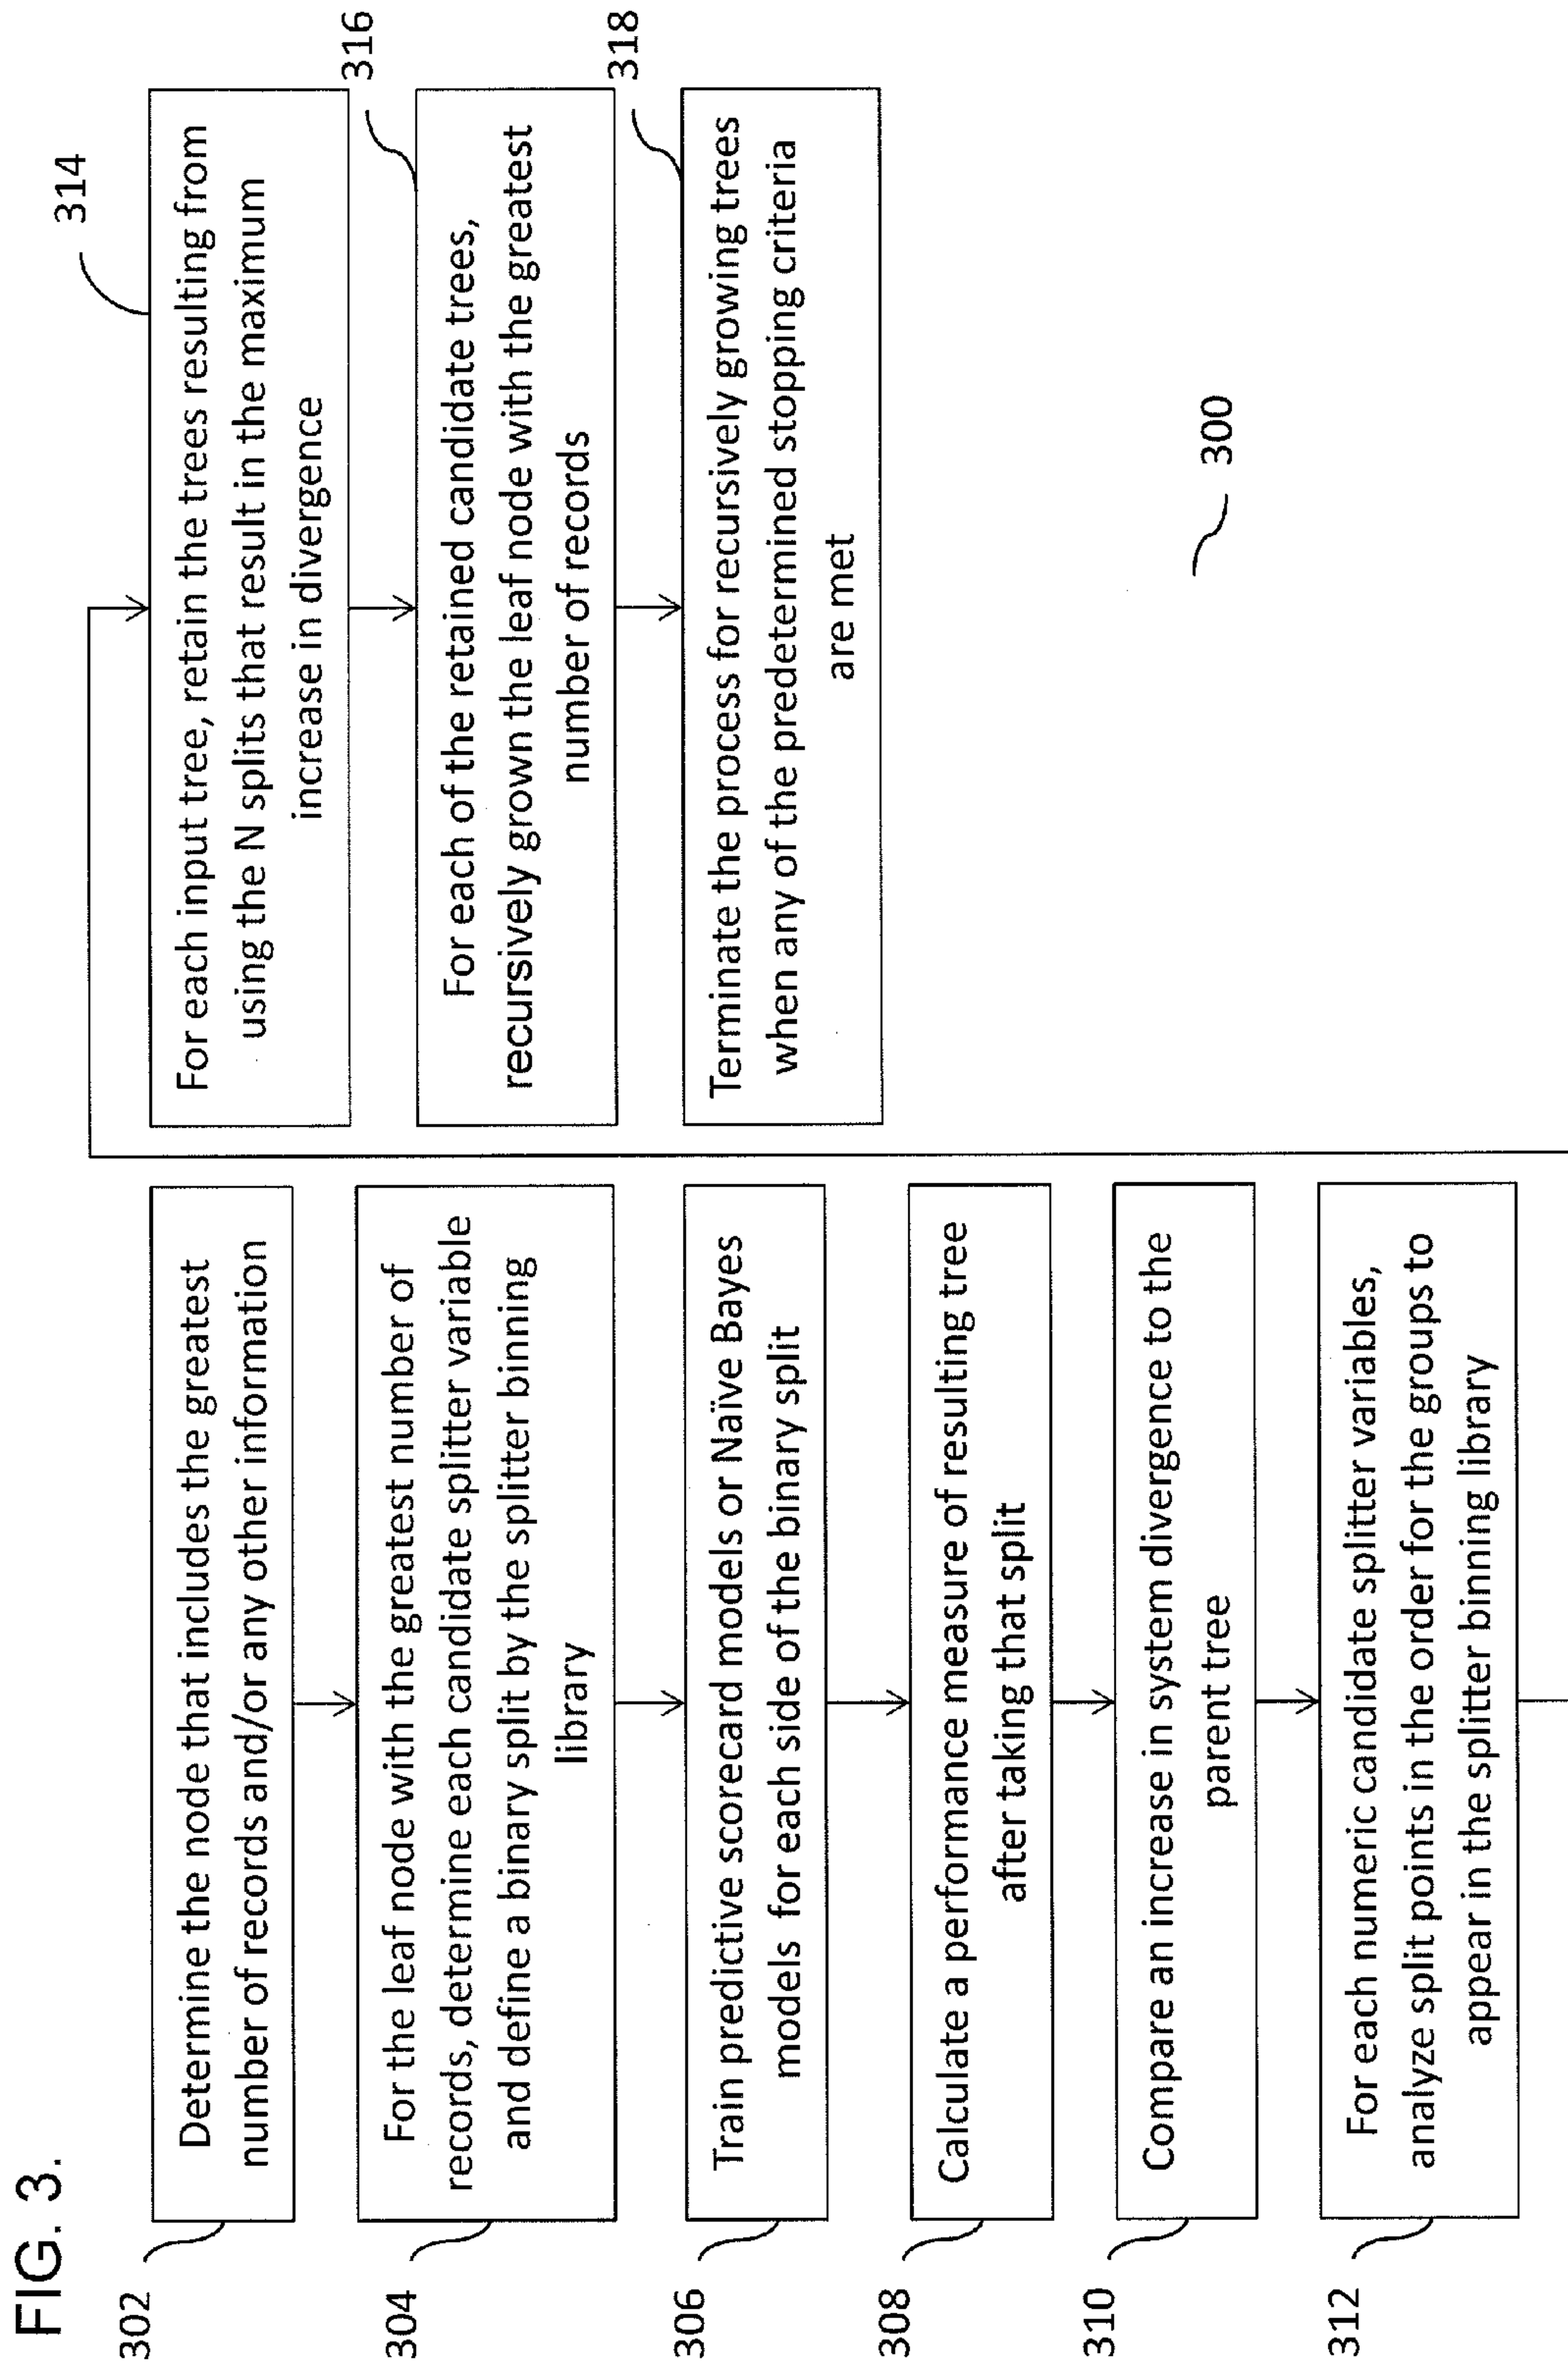 FIG. 3.
302
Determine the node that includes the greatest
number of records and/or any other information
304
For the leaf node with the greatest number of
records, determine each candidate splitter variable
and define a binary split by the splitter binning
library
306
Train predictive scorecard models or Naïve Bayes
models for each side of the binary split
308
Calculate a performance measure of resulting tree
after taking that split
310
Compare an increase in system divergence to the
parent tree
312
For each numeric candidate splitter variables,
analyze split points in the order for the groups to
appear in the splitter binning library
314
For each input tree, retain the trees resulting from
using the N splits that result in the maximum
increase in divergence
316
For each of the retained candidate trees,
recursively grown the leaf node with the greatest
number of records
318
Terminate the process for recursively growing trees
when any of the predetermined stopping criteria
are met
300